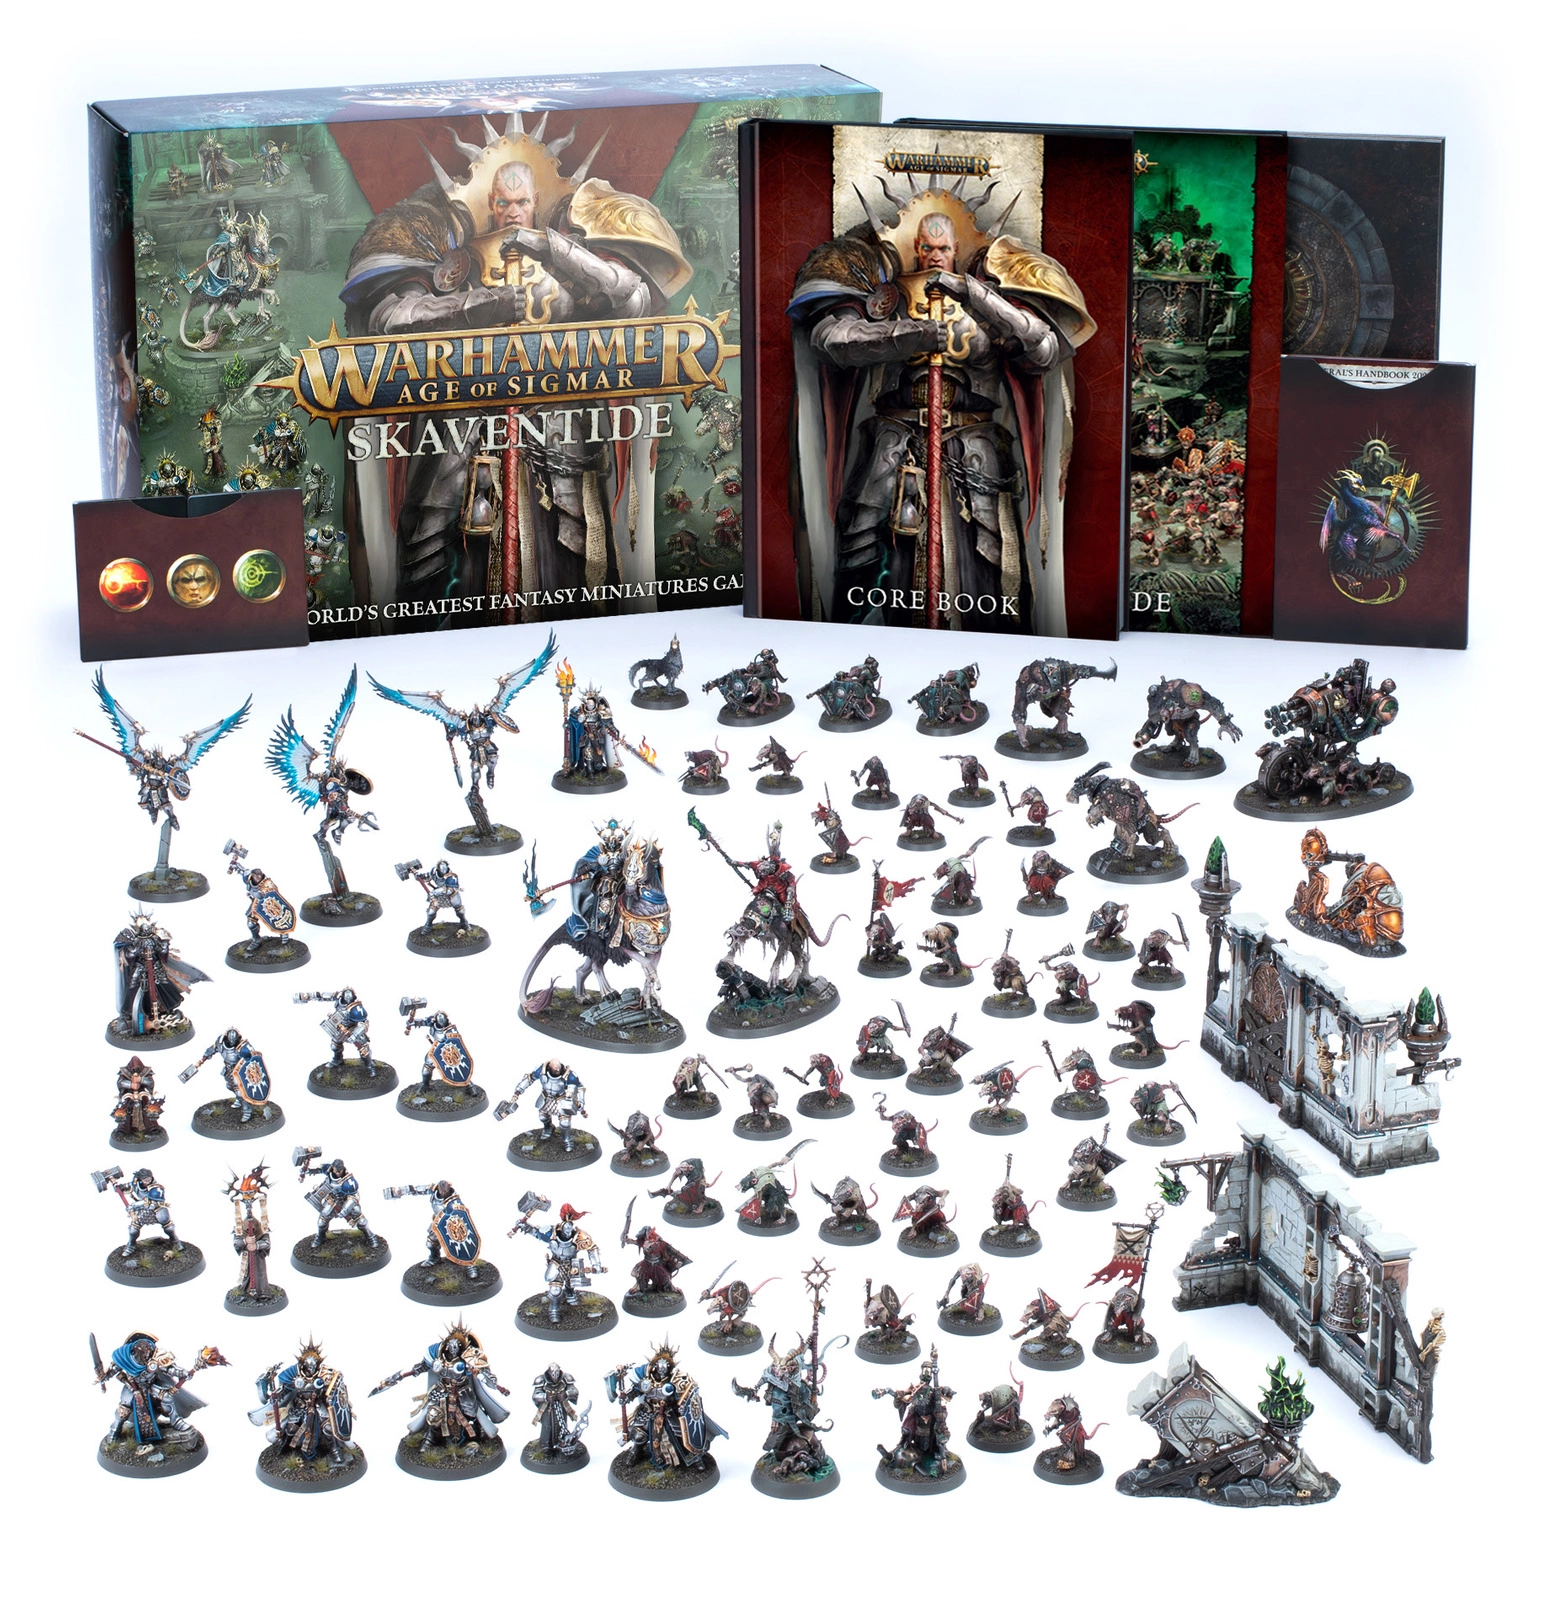 WARHAMMER
AGE OF SIGMAR
SKAVENTIDE
ORLD'S GREATEST FANTASY MINIATURES GA
WARHAMMER
AGE OF SIGMAR
CORE BOOK
DE
ERAL'S HANDBOOK 20